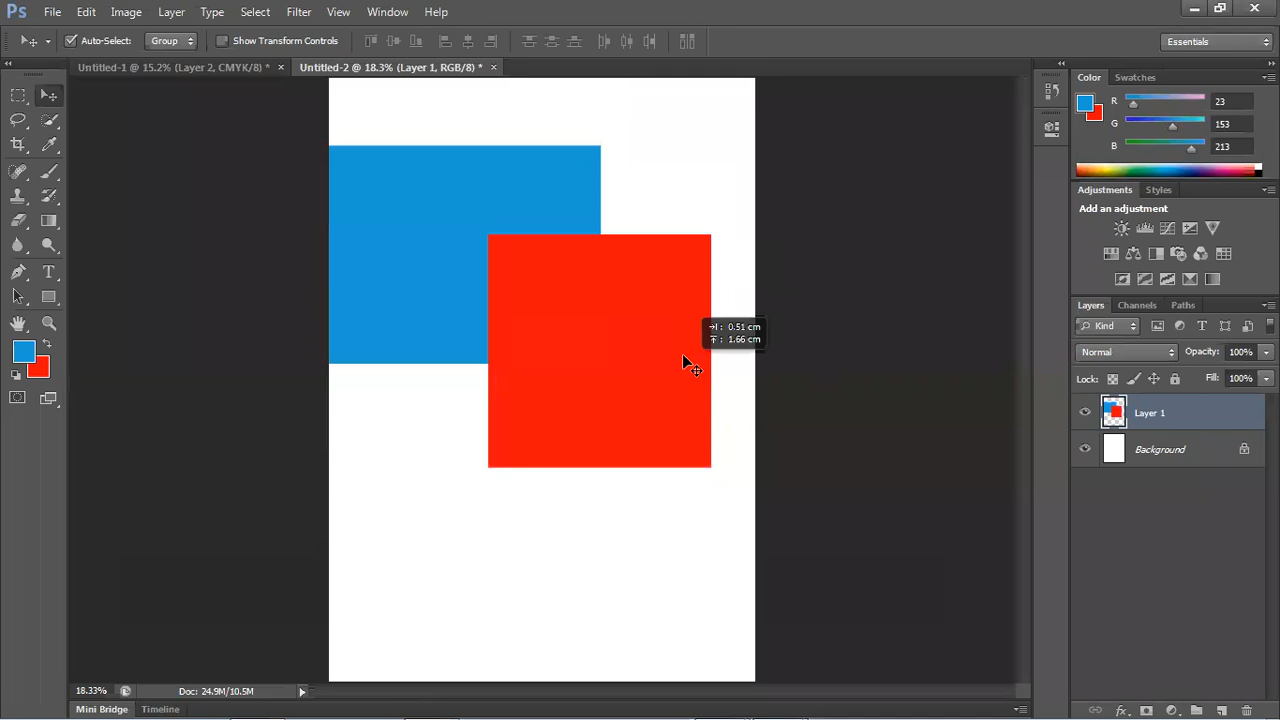 Ps File Edit Image Layer Type Select Filter View Window Help
Auto-Select: Group Show Transform Controls Essentials
Untitled-1 @ 15.2% (Layer 2, CMYK/8) * × Untitled-2 @ 18.3% (Layer 1, RGB/8) * ×
Color Swatches
R 23
G 153
B 213
Adjustments Styles
Add an adjustment
Layers Channels Paths
Kind
Normal Opacity: 100%
Lock: Fill: 100%
Layer 1
Background
: 0.51 cm
: 1.66 cm
18.33% Doc: 24.9M/10.5M
Mini Bridge Timeline